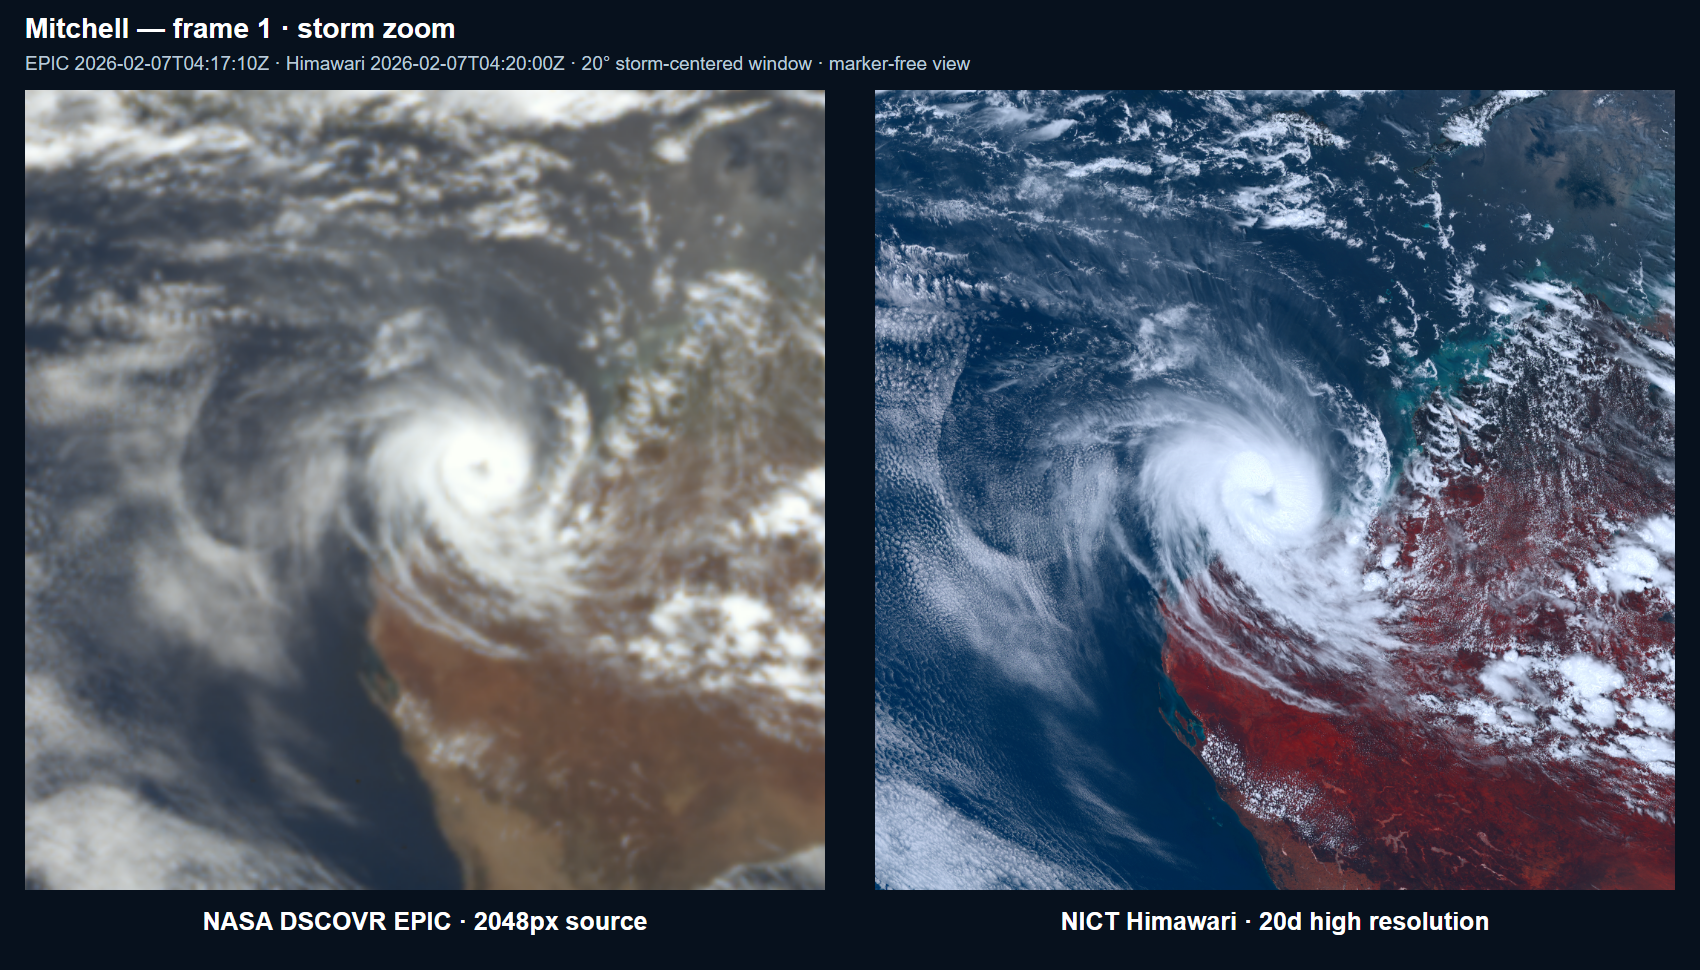 Mitchell — frame 1 · storm zoom
EPIC 2026-02-07T04:17:10Z · Himawari 2026-02-07T04:20:00Z · 20° storm-centered window · marker-free view
NASA DSCOVR EPIC · 2048px source
NICT Himawari · 20d high resolution